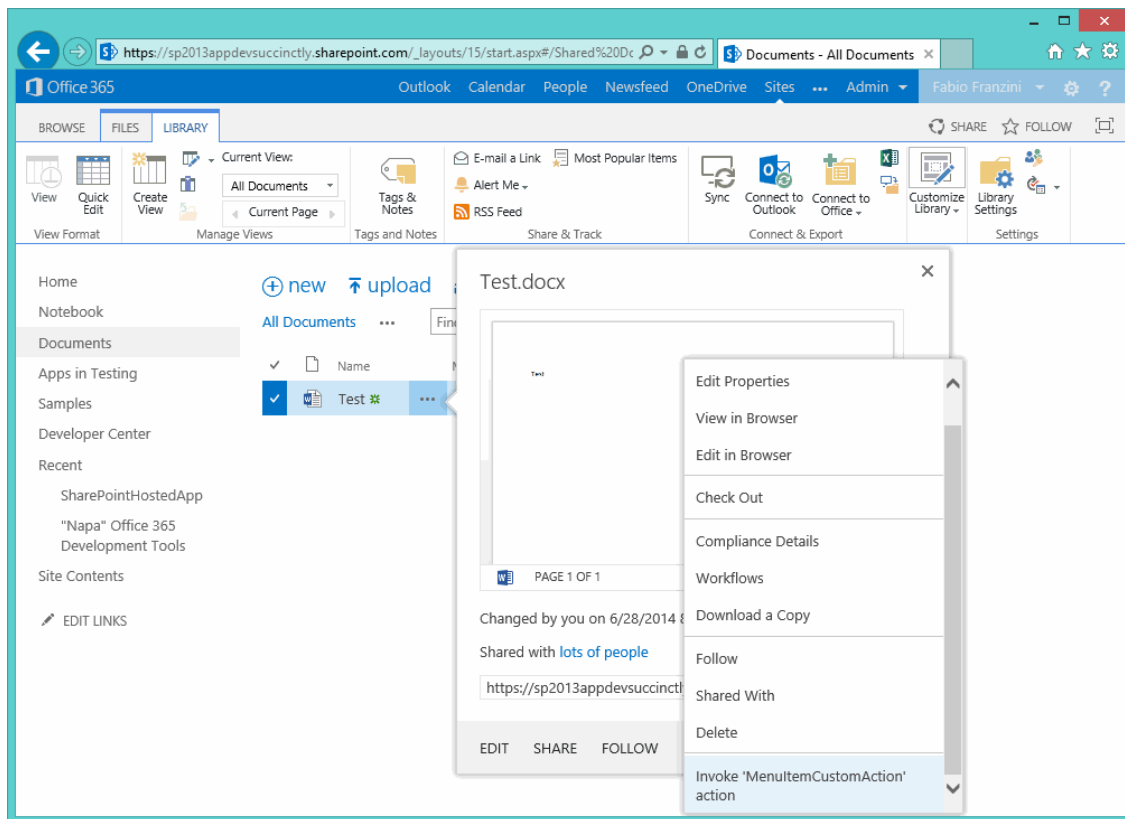 https://sp2013appdevsuccinctly.sharepoint.com/_layouts/15/start.aspx#/Shared%20Dc
Documents - All Documents
Office 365
Outlook Calendar People Newsfeed OneDrive Sites ... Admin Fabio Franzini ?
BROWSE FILES LIBRARY
SHARE FOLLOW
View
Quick Edit
View Format
Create View
Current View:
All Documents
Current Page
Manage Views
Tags & Notes
Tags and Notes
E-mail a Link Most Popular Items
Alert Me
RSS Feed
Share & Track
Sync
Connect to Outlook
Connect to Office
Connect & Export
Customize Library
Library Settings
Settings
Home
Notebook
Documents
Apps in Testing
Samples
Developer Center
Recent
SharePointHostedApp
"Napa" Office 365
Development Tools
Site Contents
EDIT LINKS
new upload
All Documents ...
Name
Test ...
Test.docx
Test
PAGE 1 OF 1
Changed by you on 6/28/2014
Shared with lots of people
https://sp2013appdevsuccinctl
EDIT SHARE FOLLOW
Edit Properties
View in Browser
Edit in Browser
Check Out
Compliance Details
Workflows
Download a Copy
Follow
Shared With
Delete
Invoke 'MenuItemCustomAction'
action